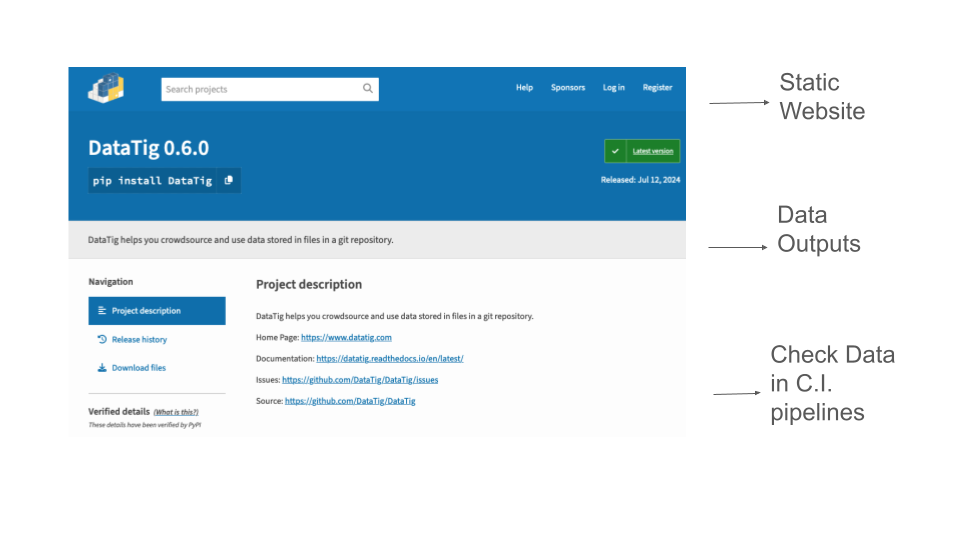 Search projects
Help
Sponsors
Log in
Register
DataTig 0.6.0
pip install DataTig
Latest version
Released: Jul 12, 2024
DataTig helps you crowdsource and use data stored in files in a git repository.
Navigation
Project description
Release history
Download files
Verified details (What is this?)
These details have been verified by PyPI
Project description
DataTig helps you crowdsource and use data stored in files in a git repository.
Home Page: https://www.datatig.com
Documentation: https://datatig.readthedocs.io/en/latest/
Issues: https://github.com/DataTig/DataTig/issues
Source: https://github.com/DataTig/DataTig
Static
Website
Data
Outputs
Check Data
in C.I.
pipelines